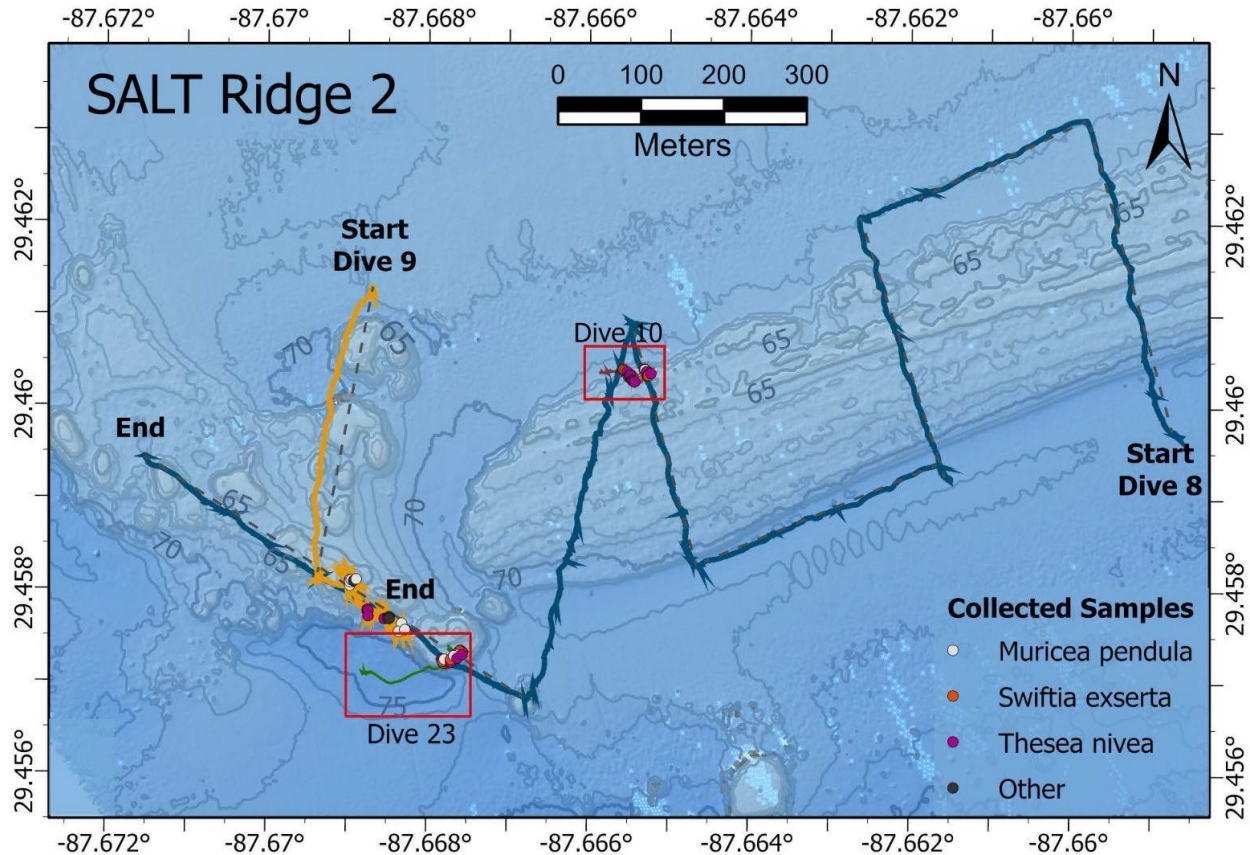 -87.672° -87.67° -87.668° -87.666° -87.664° -87.662° -87.66°
SALT Ridge 2
0 100 200 300
Meters
N
29.462°
29.462°
Start
Dive 9
65
65
65
70
65
Dive 10
65
65
29.46°
29.46°
End
Start
Dive 8
65
70
70
65
70
End
29.458°
29.458°
75
Dive 23
Collected Samples
Muricea pendula
Swiftia exserta
Thesea nivea
Other
29.456°
29.456°
-87.672° -87.67° -87.668° -87.666° -87.664° -87.662° -87.66°